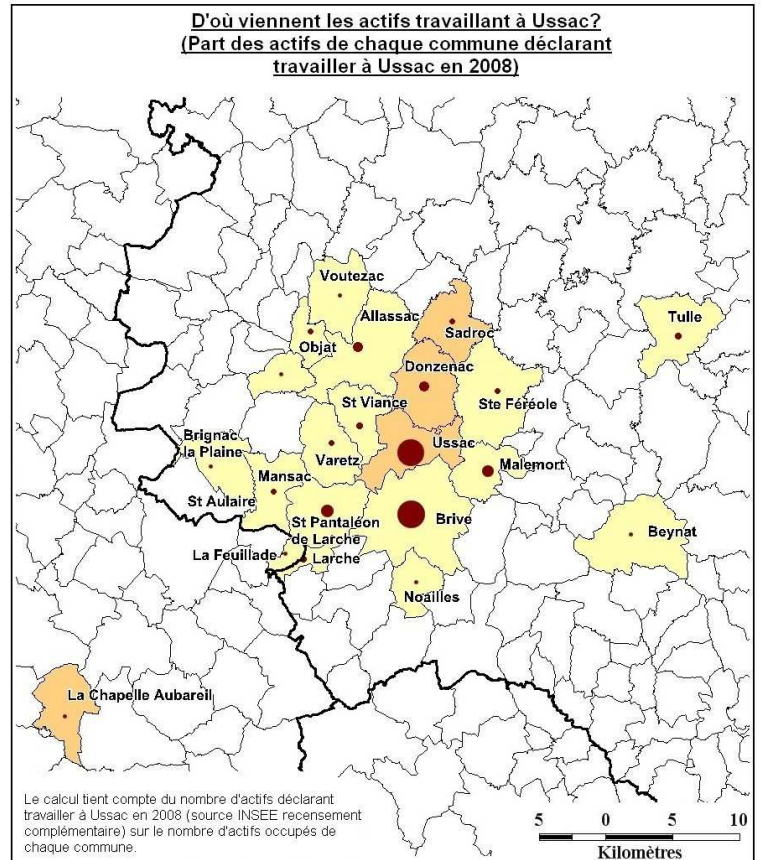 D'où viennent les actifs travaillant à Ussac?
(Part des actifs de chaque commune déclarant
travailler à Ussac en 2008)
Voutezac
Allassac
Sadroc
Tulle
Objat
Donzenac
St Viance
Ste Féréole
Brignac
la Plaine
Ussac
Varetz
Malemort
Mansac
St Aulaire
St Pantaléon
de Larche
Brive
Beynat
La Feuillade
Larche
Noailles
La Chapelle Aubareil
Le calcul tient compte du nombre d'actifs déclarant
travailler à Ussac en 2008 (source INSEE recensement
complémentaire) sur le nombre d'actifs occupés de
chaque commune.
5 0 5 10
Kilomètres